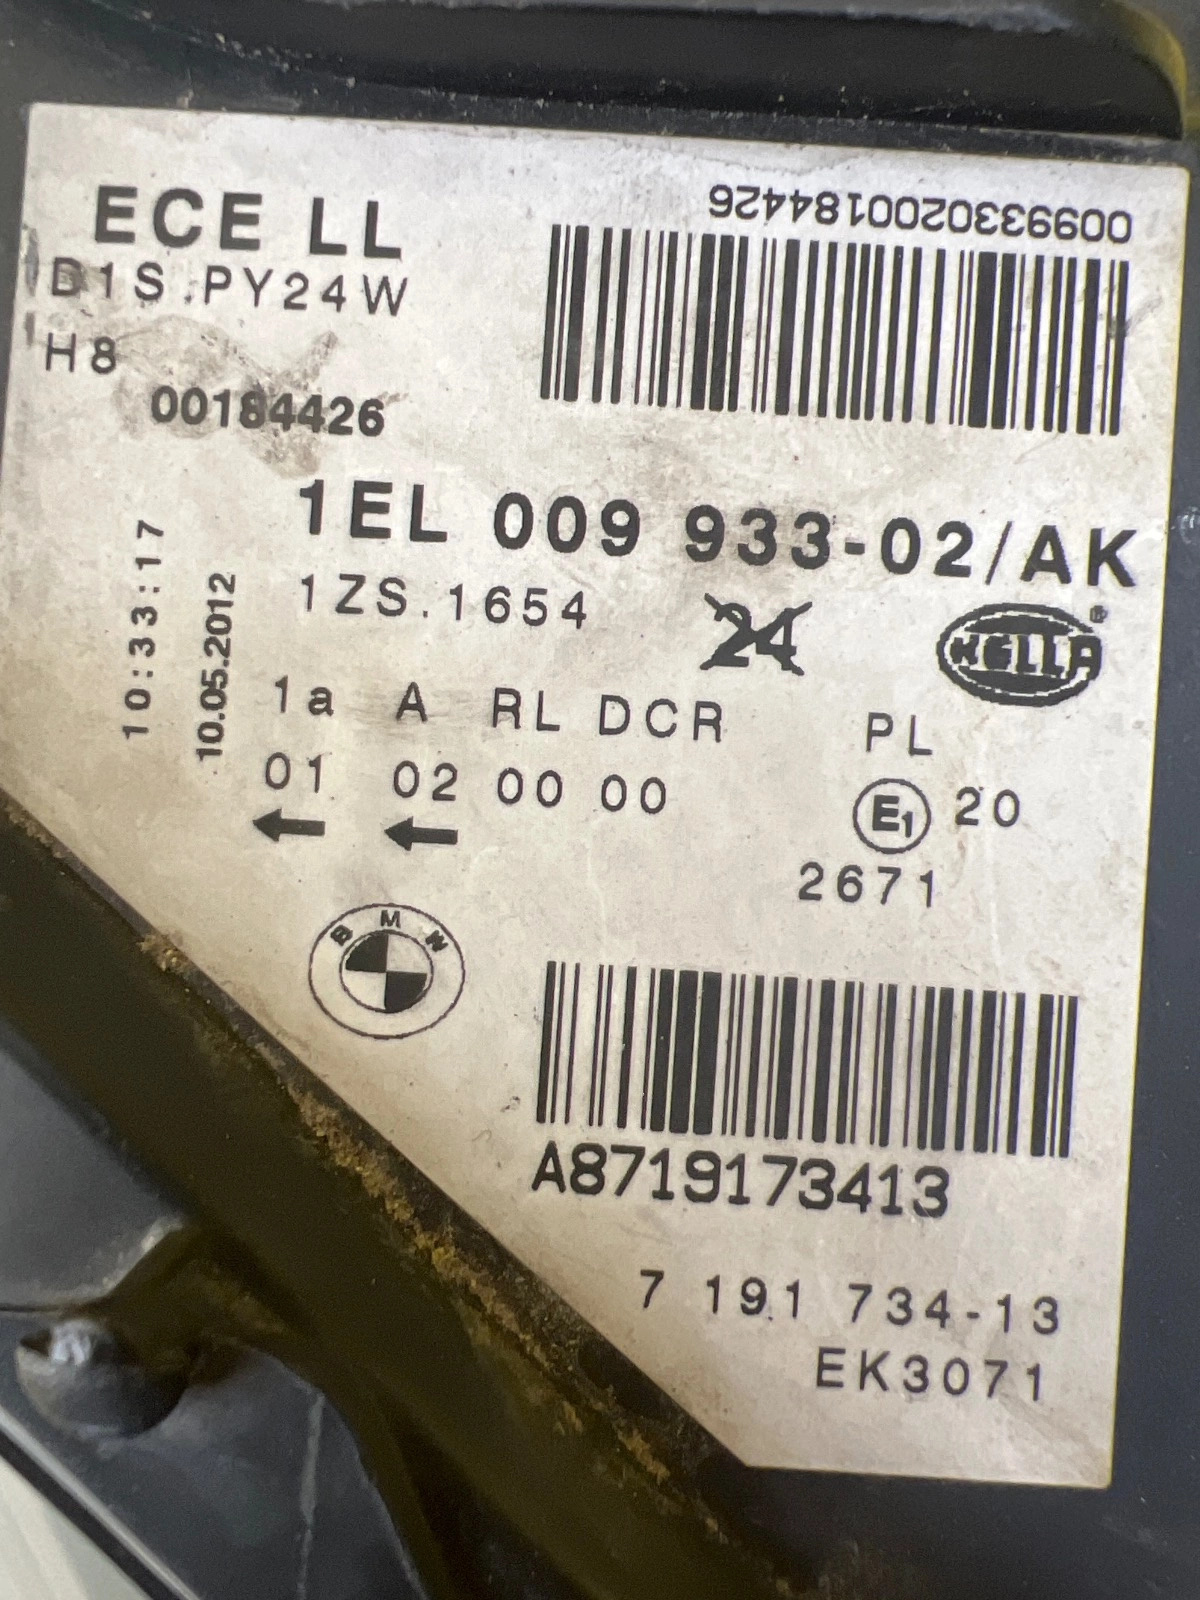 ECE LL
D1S.PY24W
H8
00184426
0099330200184426
1EL 009 933-02/AK
1ZS.1654
24
HELLA®
10:33:17
10.05.2012
1a A RL DCR
01 02 00 00
PL
E1 20
2671
BMW
A8719173413
7 191 734-13
EK3071